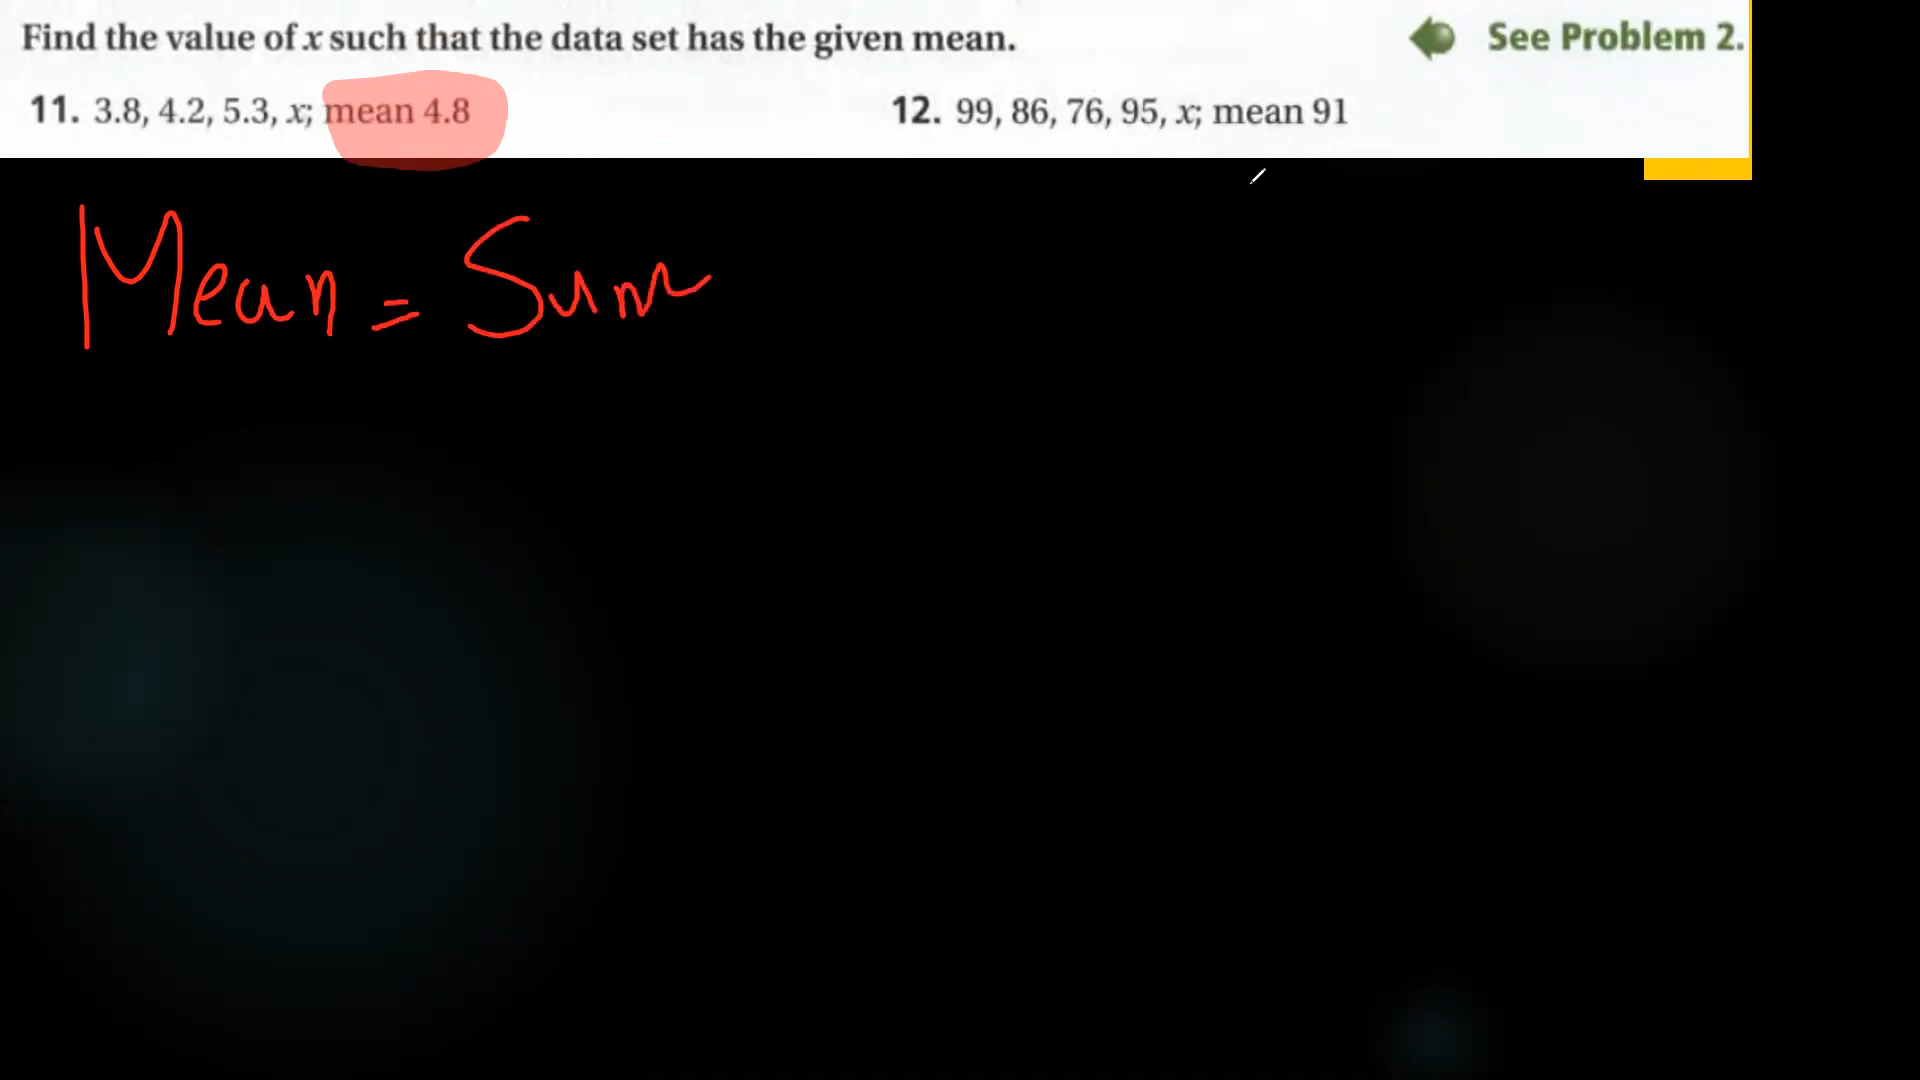 Find the value of x such that the data set has the given mean.
See Problem 2.
11. 3.8, 4.2, 5.3, x; mean 4.8
12. 99, 86, 76, 95, x; mean 91
Mean = Sum